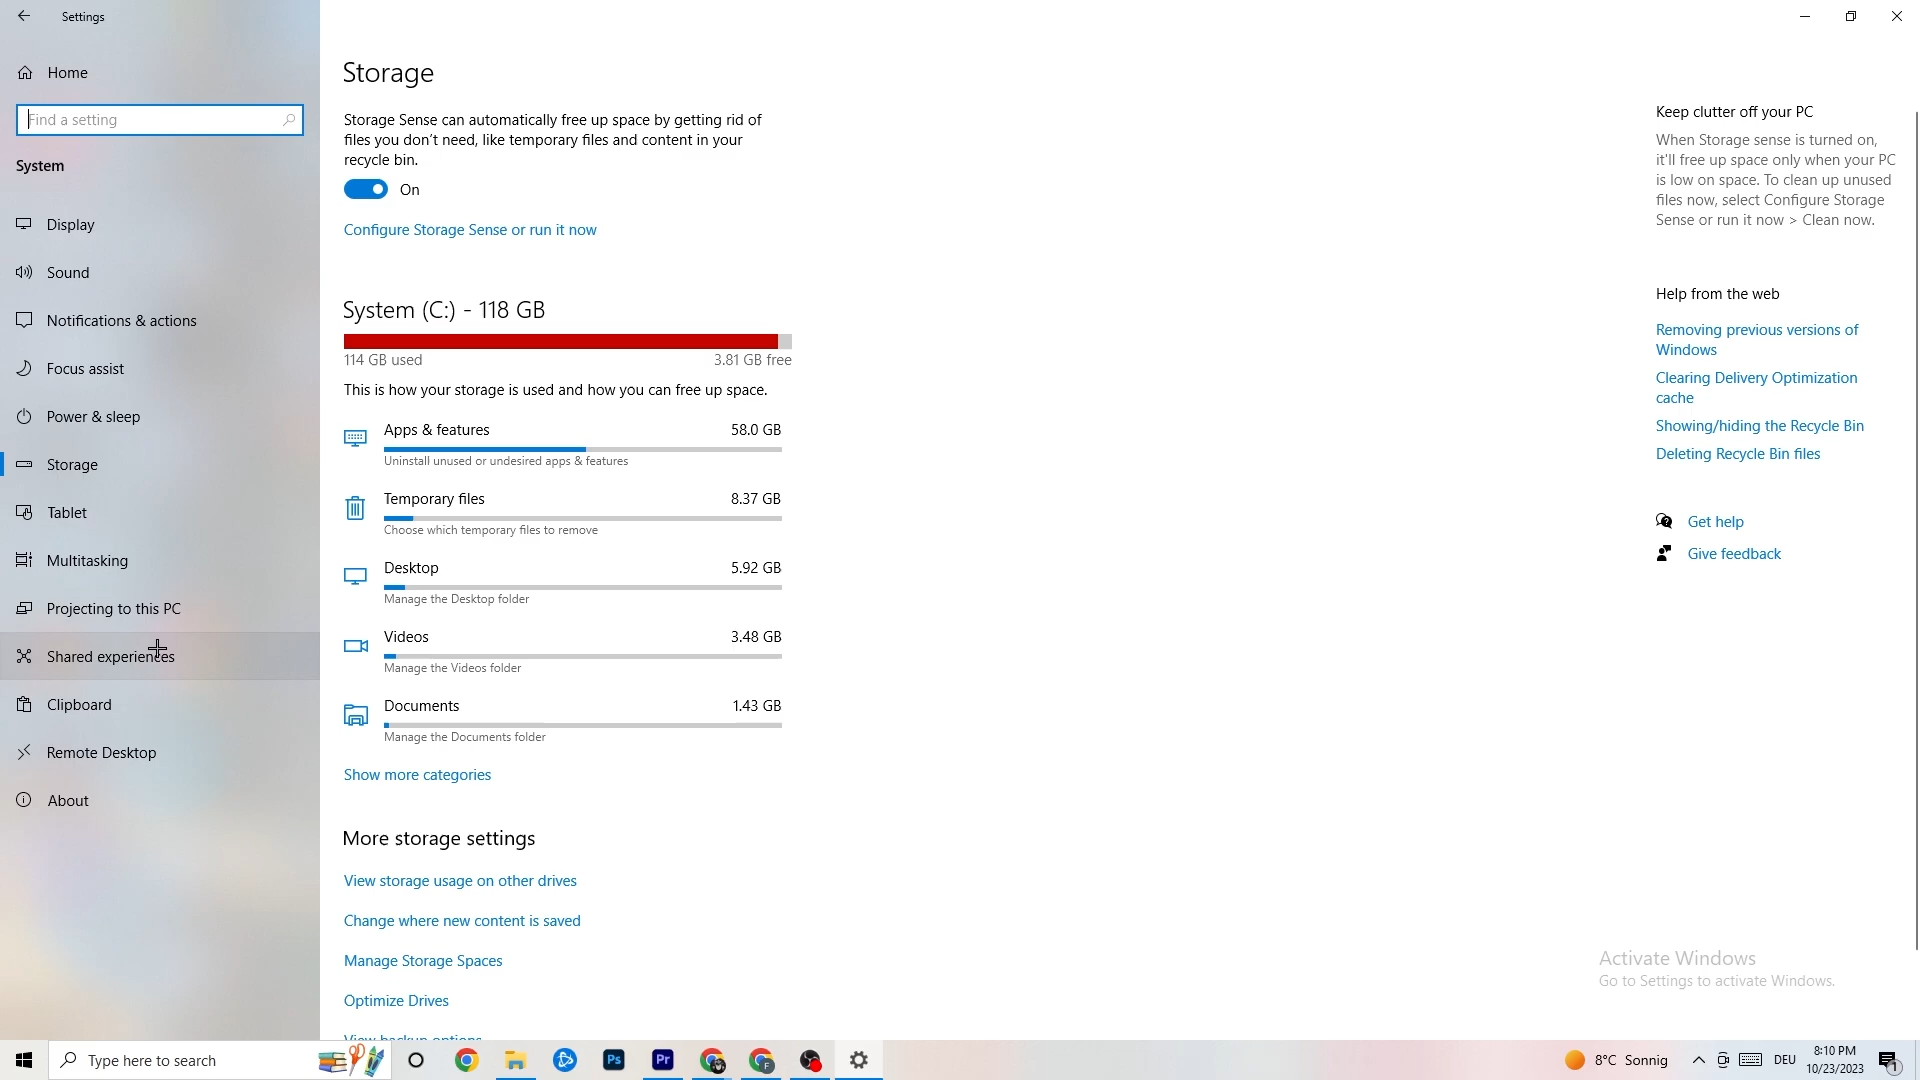 Settings
Home
Find a setting
System
Display
Sound
Notifications & actions
Focus assist
Power & sleep
Storage
Tablet
Multitasking
Projecting to this PC
Shared experiences
Clipboard
Remote Desktop
About
Storage
Storage Sense can automatically free up space by getting rid of
files you don't need, like temporary files and content in your
recycle bin.
On
Configure Storage Sense or run it now
System (C:) - 118 GB
114 GB used
3.81 GB free
This is how your storage is used and how you can free up space.
Apps & features 58.0 GB
Uninstall unused or undesired apps & features
Temporary files 8.37 GB
Choose which temporary files to remove
Desktop 5.92 GB
Manage the Desktop folder
Videos 3.48 GB
Manage the Videos folder
Documents 1.43 GB
Manage the Documents folder
Show more categories
More storage settings
View storage usage on other drives
Change where new content is saved
Manage Storage Spaces
Optimize Drives
View backup options
Keep clutter off your PC
When Storage sense is turned on,
it'll free up space only when your PC
is low on space. To clean up unused
files now, select Configure Storage
Sense or run it now > Clean now.
Help from the web
Removing previous versions of
Windows
Clearing Delivery Optimization
cache
Showing/hiding the Recycle Bin
Deleting Recycle Bin files
Get help
Give feedback
Activate Windows
Go to Settings to activate Windows.
Type here to search
Ps
Pr
F
8°C Sonnig
DEU
8:10 PM
10/23/2023
1